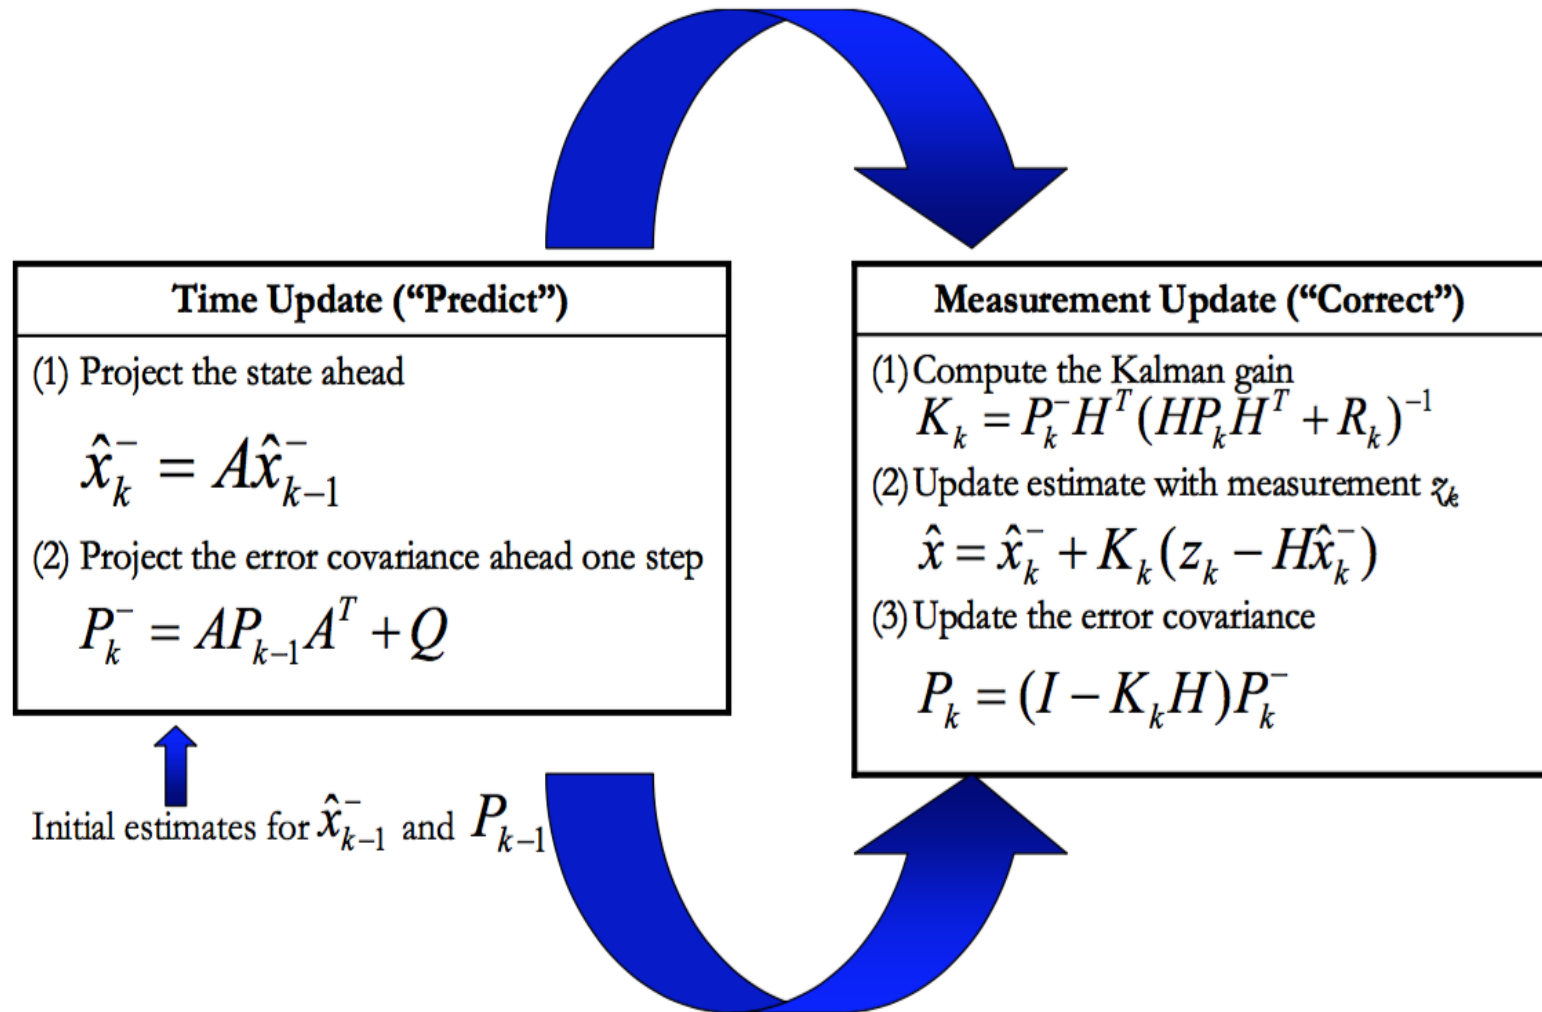 Time Update (“Predict”)
(1) Project the state ahead
x̂ₖ⁻ = Ax̂ₖ₋₁⁻
(2) Project the error covariance ahead one step
Pₖ⁻ = APₖ₋₁Aᵀ + Q
Initial estimates for x̂ₖ₋₁⁻ and Pₖ₋₁
Measurement Update (“Correct”)
(1) Compute the Kalman gain
Kₖ = Pₖ⁻Hᵀ(HPₖHᵀ + Rₖ)⁻¹
(2) Update estimate with measurement zₖ
x̂ = x̂ₖ⁻ + Kₖ(zₖ − Hx̂ₖ⁻)
(3) Update the error covariance
Pₖ = (I − KₖH)Pₖ⁻